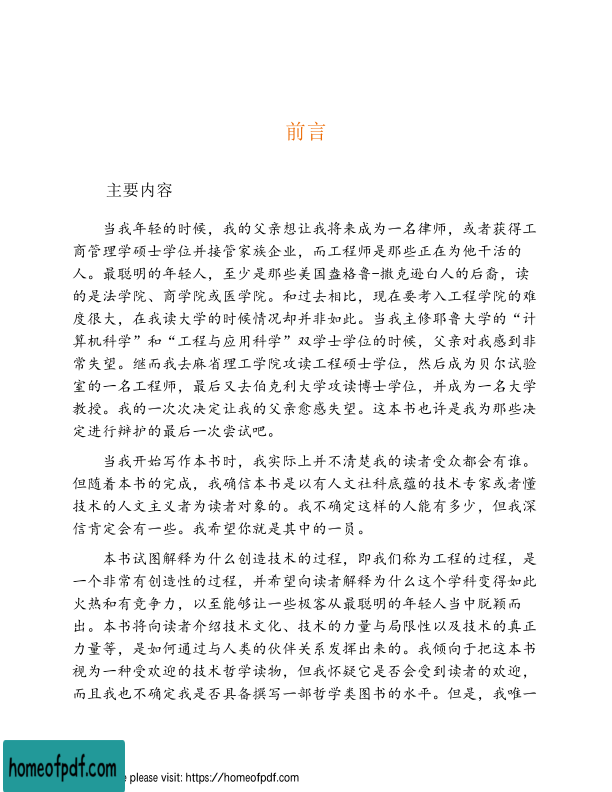 前言
主要内容
当我年轻的时候，我的父亲想让我将来成为一名律师，或者获得工
商管理学硕士学位并接管家族企业，而工程师是那些正在为他干活的
人。最聪明的年轻人，至少是那些美国盎格鲁-撒克逊白人的后裔，读
的是法学院、商学院或医学院。和过去相比，现在要考入工程学院的难
度很大，在我读大学的时候情况却并非如此。当我主修耶鲁大学的“计
算机科学”和“工程与应用科学”双学士学位的时候，父亲对我感到非
常失望。继而我去麻省理工学院攻读工程硕士学位，然后成为贝尔试验
室的一名工程师，最后又去伯克利大学攻读博士学位，并成为一名大学
教授。我的一次次决定让我的父亲愈感失望。这本书也许是我为那些决
定进行辩护的最后一次尝试吧。
当我开始写作本书时，我实际上并不清楚我的读者受众都会有谁。
但随着本书的完成，我确信本书是以有人文社科底蕴的技术专家或者懂
技术的人文主义者为读者对象的。我不确定这样的人能有多少，但我深
信肯定会有一些。我希望你就是其中的一员。
本书试图解释为什么创造技术的过程，即我们称为工程的过程，是
一个非常有创造性的过程，并希望向读者解释为什么这个学科变得如此
火热和有竞争力，以至能够让一些极客从最聪明的年轻人当中脱颖而
出。本书将向读者介绍技术文化、技术的力量与局限性以及技术的真正
力量等，是如何通过与人类的伙伴关系发挥出来的。我倾向于把这本书
视为一种受欢迎的技术哲学读物，但我怀疑它是否会受到读者的欢迎，
而且我也不确定我是否具备撰写一部哲学类图书的水平。但是，我唯一
homeofpdf.com
e please visit: https://homeofpdf.com